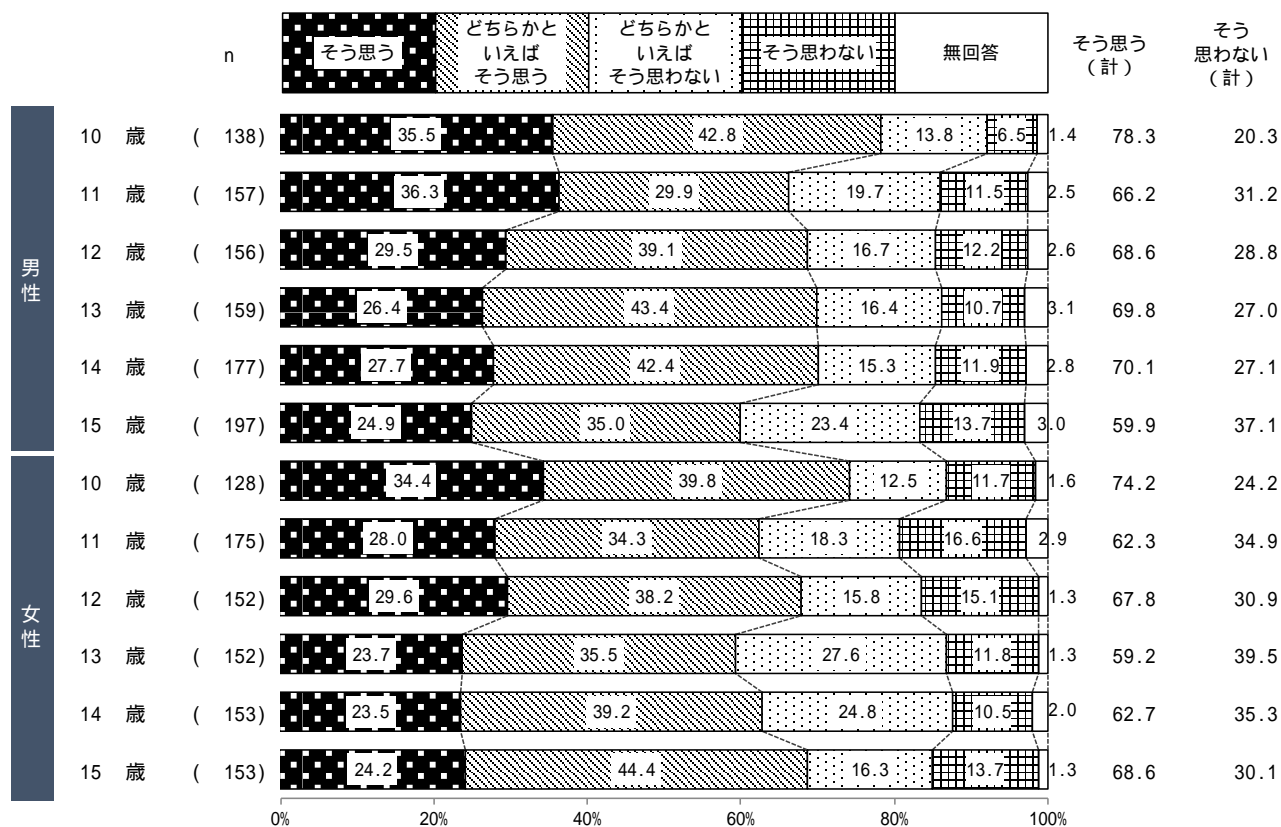 n
そう思う
どちらかと
いえば
そう思う
どちらかと
いえば
そう思わない
そう思わない
無回答
そう思う
（計）
そう
思わない
（計）
男性
10 歳 ( 138) 35.5 42.8 13.8 6.5 1.4 78.3 20.3
11 歳 ( 157) 36.3 29.9 19.7 11.5 2.5 66.2 31.2
12 歳 ( 156) 29.5 39.1 16.7 12.2 2.6 68.6 28.8
13 歳 ( 159) 26.4 43.4 16.4 10.7 3.1 69.8 27.0
14 歳 ( 177) 27.7 42.4 15.3 11.9 2.8 70.1 27.1
15 歳 ( 197) 24.9 35.0 23.4 13.7 3.0 59.9 37.1
女性
10 歳 ( 128) 34.4 39.8 12.5 11.7 1.6 74.2 24.2
11 歳 ( 175) 28.0 34.3 18.3 16.6 2.9 62.3 34.9
12 歳 ( 152) 29.6 38.2 15.8 15.1 1.3 67.8 30.9
13 歳 ( 152) 23.7 35.5 27.6 11.8 1.3 59.2 39.5
14 歳 ( 153) 23.5 39.2 24.8 10.5 2.0 62.7 35.3
15 歳 ( 153) 24.2 44.4 16.3 13.7 1.3 68.6 30.1
0% 20% 40% 60% 80% 100%